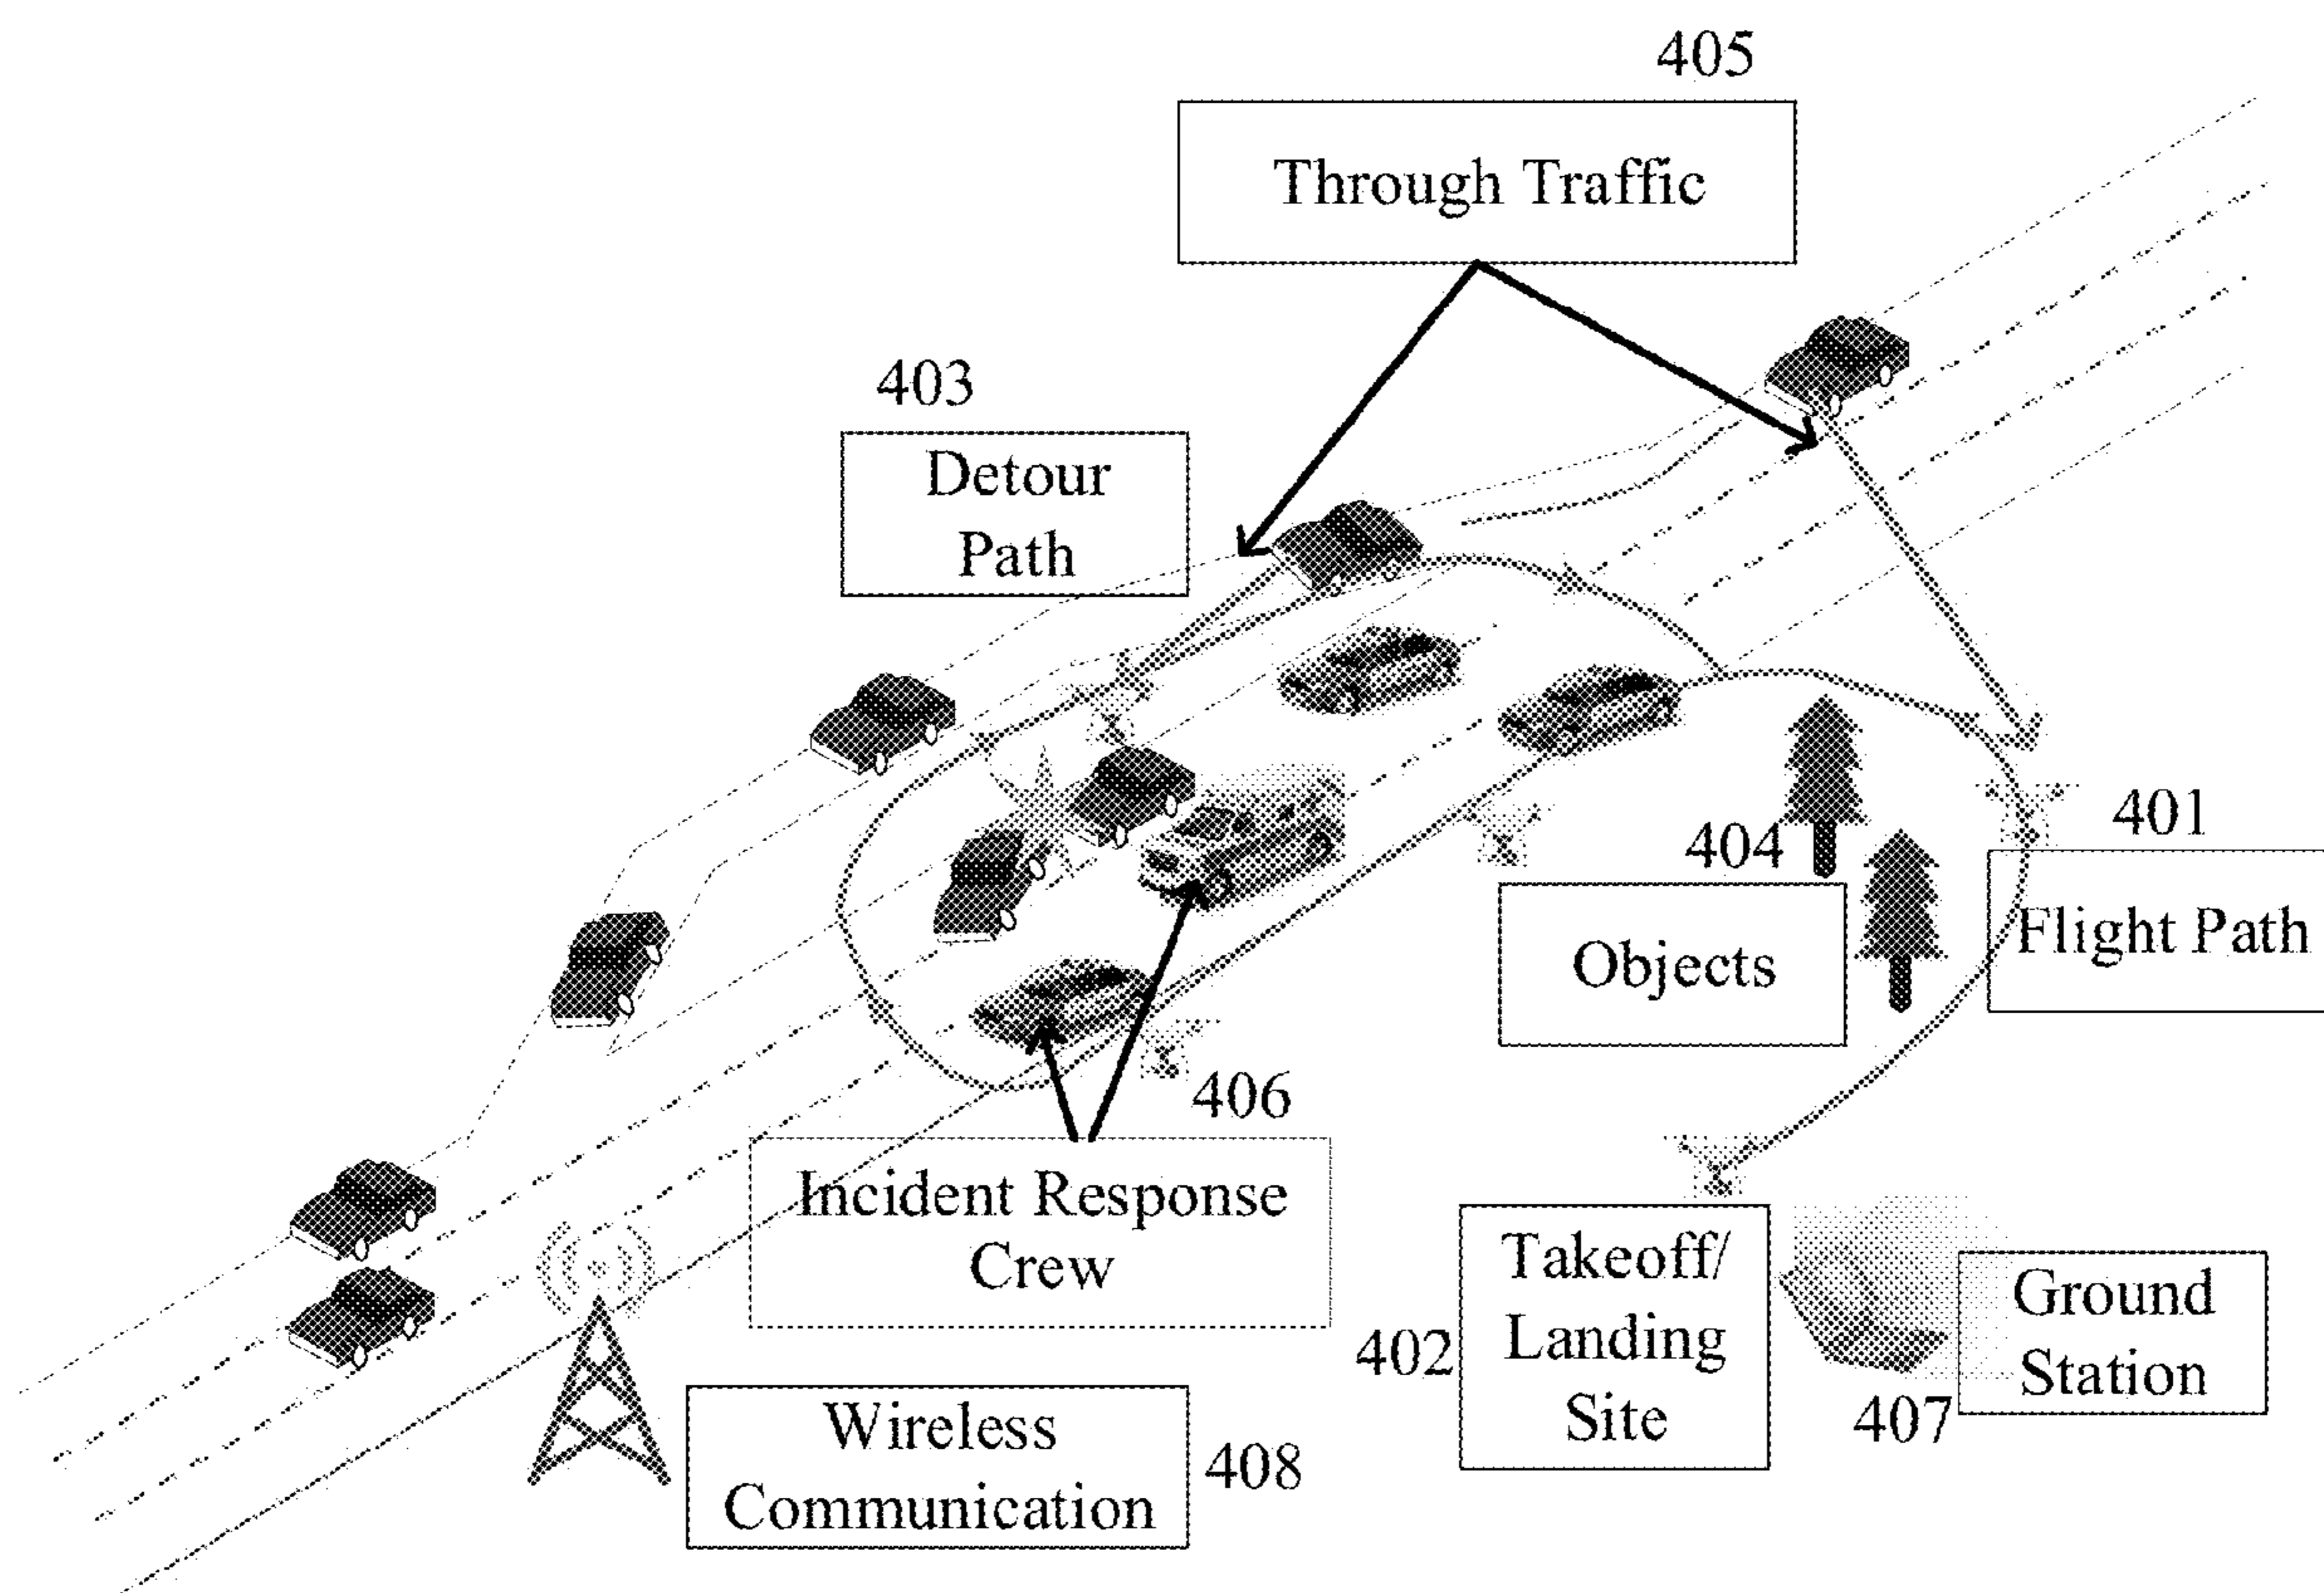 405
Through Traffic
403
Detour
Path
401
Flight Path
404
Objects
406
Incident Response
Crew
402
Takeoff/
Landing
Site
Ground
Station
407
Wireless
Communication
408